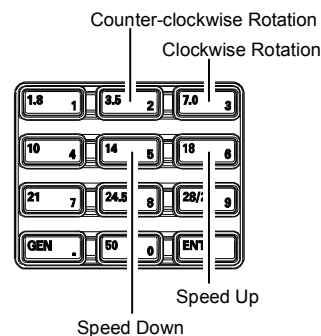 Counter-clockwise Rotation
Clockwise Rotation
1.8 1 3.5 2 7.0 3
10 4 14 5 18 6
21 7 24.5 8 9
GEN . 50 0
Speed Up
Speed Down